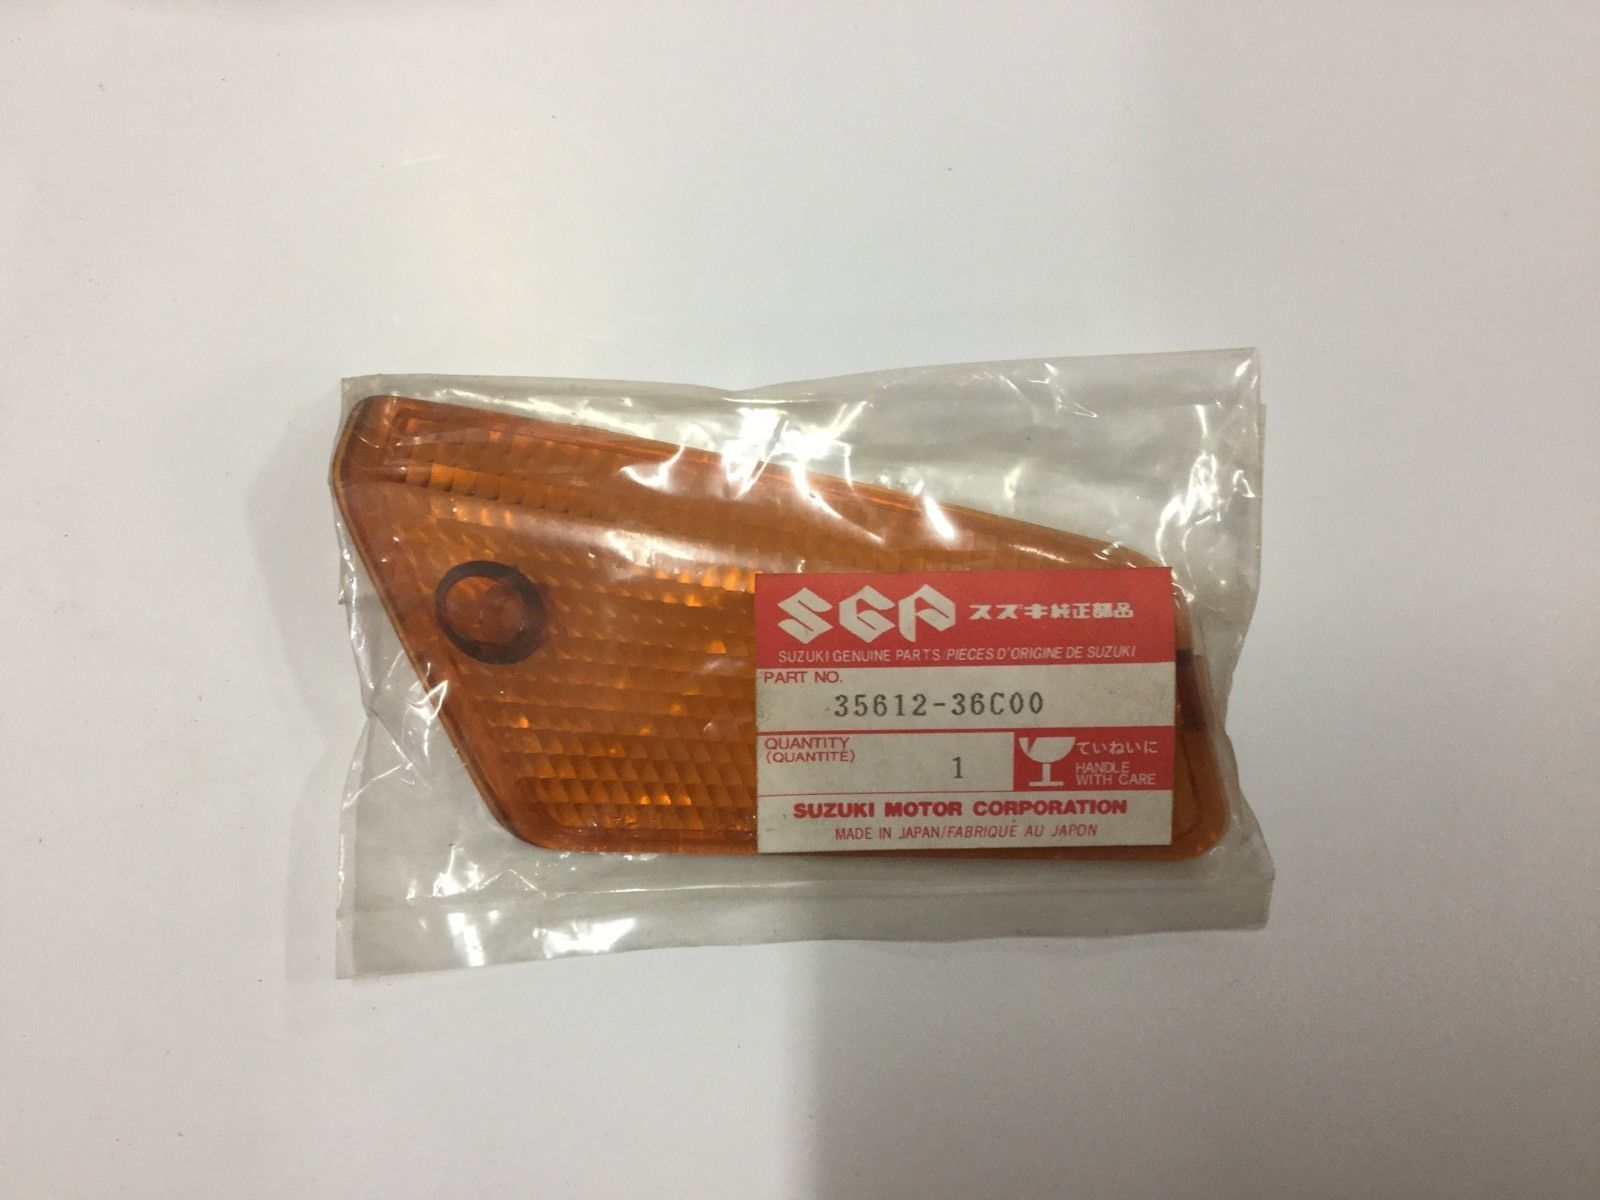 SGP スズキ純正部品
SUZUKI GENUINE PARTS/PIECES D'ORIGINE DE SUZUKI
PART NO.
35612-36C00
QUANTITY
(QUANTITÉ)
1
ていねいに
HANDLE
WITH CARE
SUZUKI MOTOR CORPORATION
MADE IN JAPAN/FABRIQUÉ AU JAPON